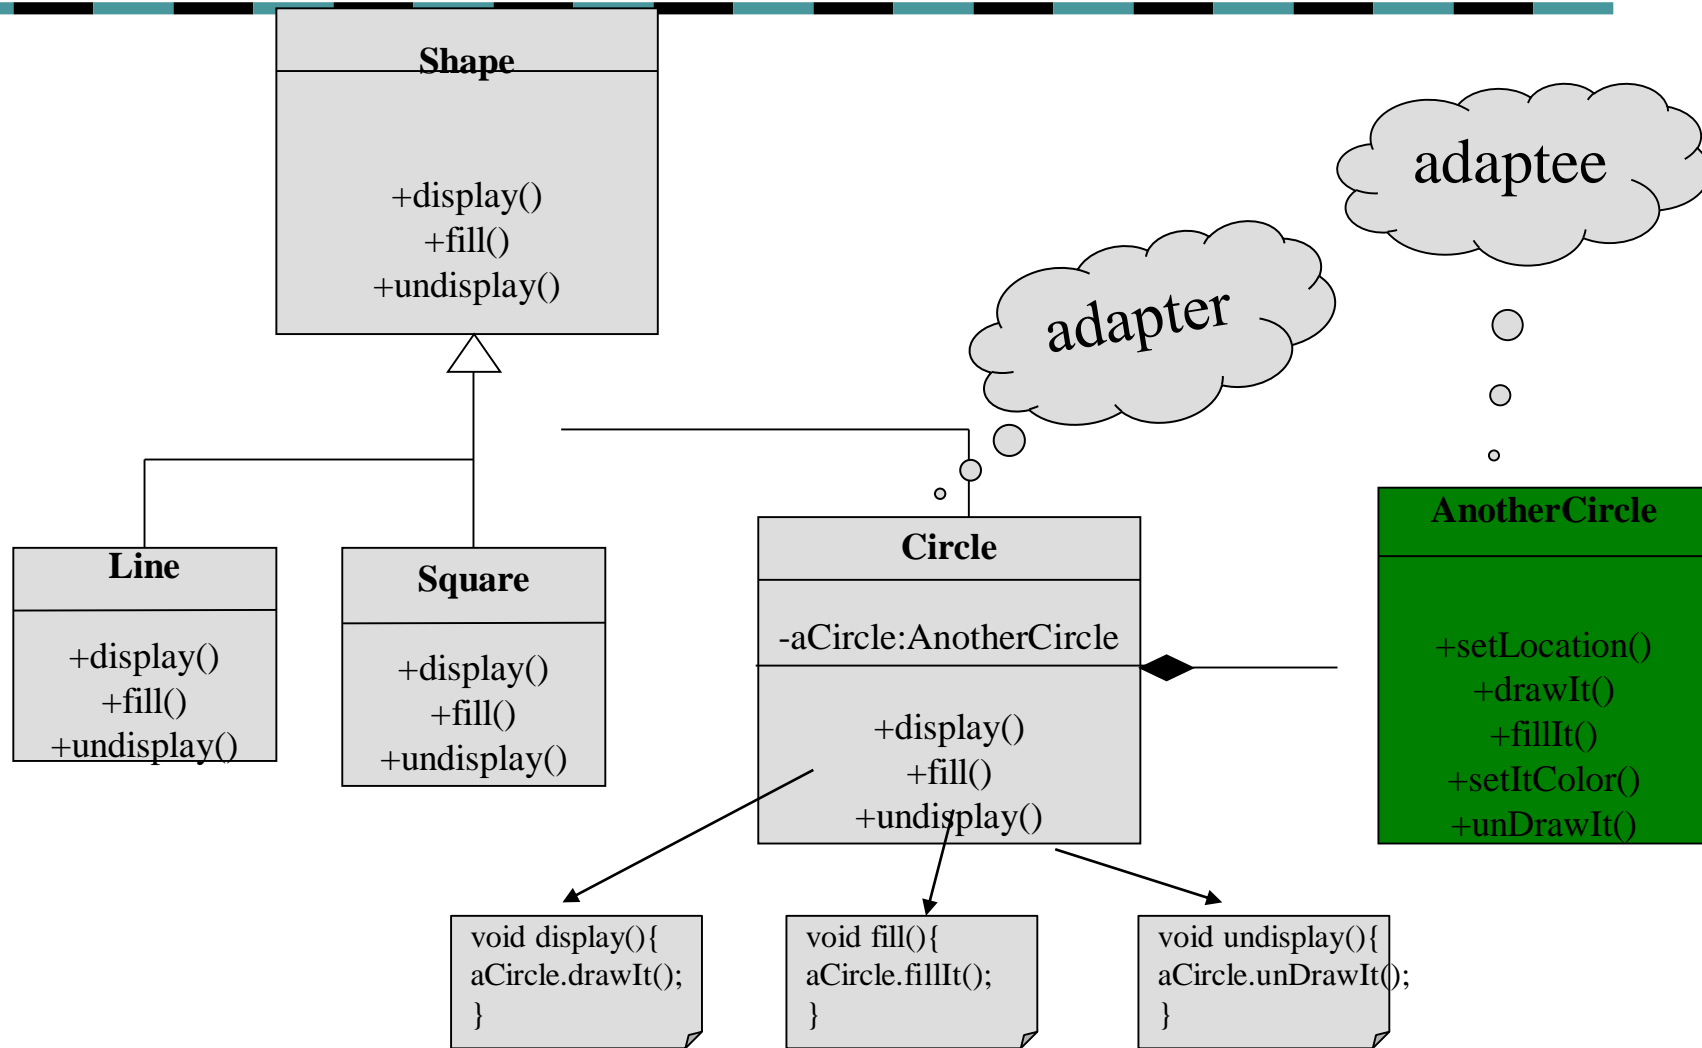 Shape
+display()
+fill()
+undisplay()
adaptee
adapter
Line
+display()
+fill()
+undisplay()
Square
+display()
+fill()
+undisplay()
Circle
-aCircle:AnotherCircle
+display()
+fill()
+undisplay()
AnotherCircle
+setLocation()
+drawIt()
+fillIt()
+setItColor()
+unDrawIt()
void display(){
aCircle.drawIt();
}
void fill(){
aCircle.fillIt();
}
void undisplay(){
aCircle.unDrawIt();
}